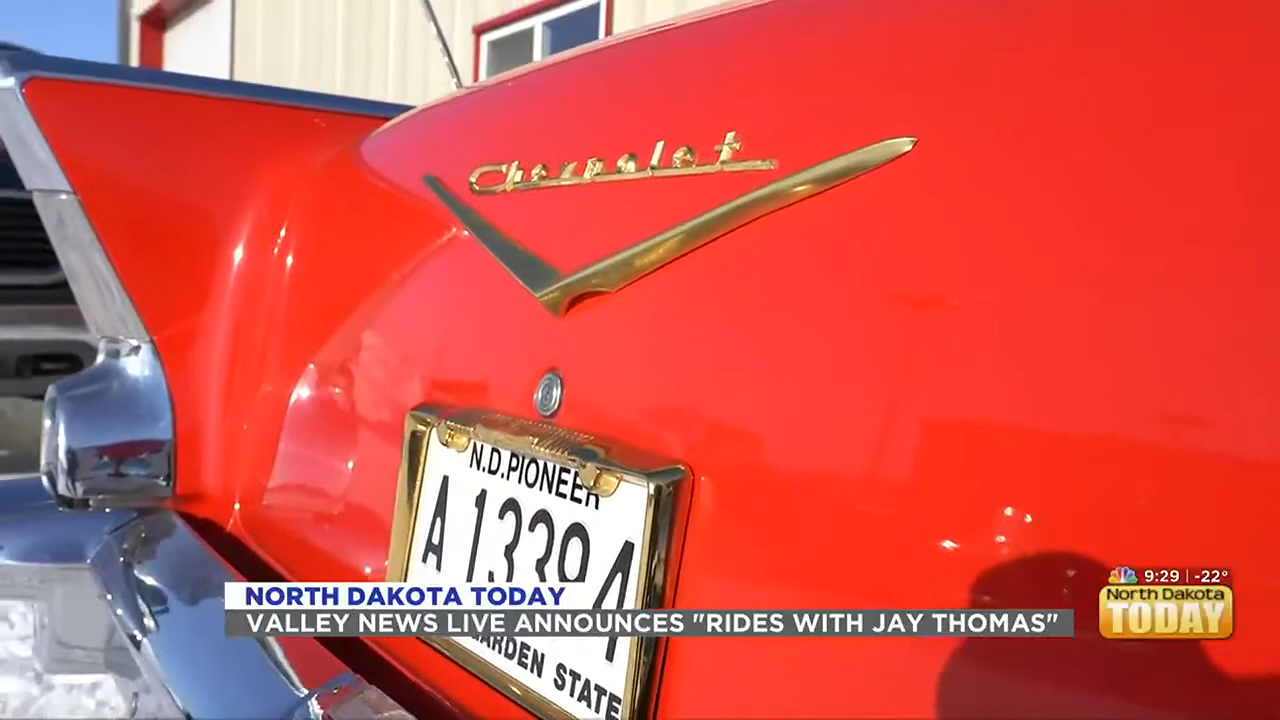 Chevrolet
N.D.PIONEER
A 13394
GARDEN STATE
NORTH DAKOTA TODAY
VALLEY NEWS LIVE ANNOUNCES "RIDES WITH JAY THOMAS"
9:29 | -22°
North Dakota
TODAY